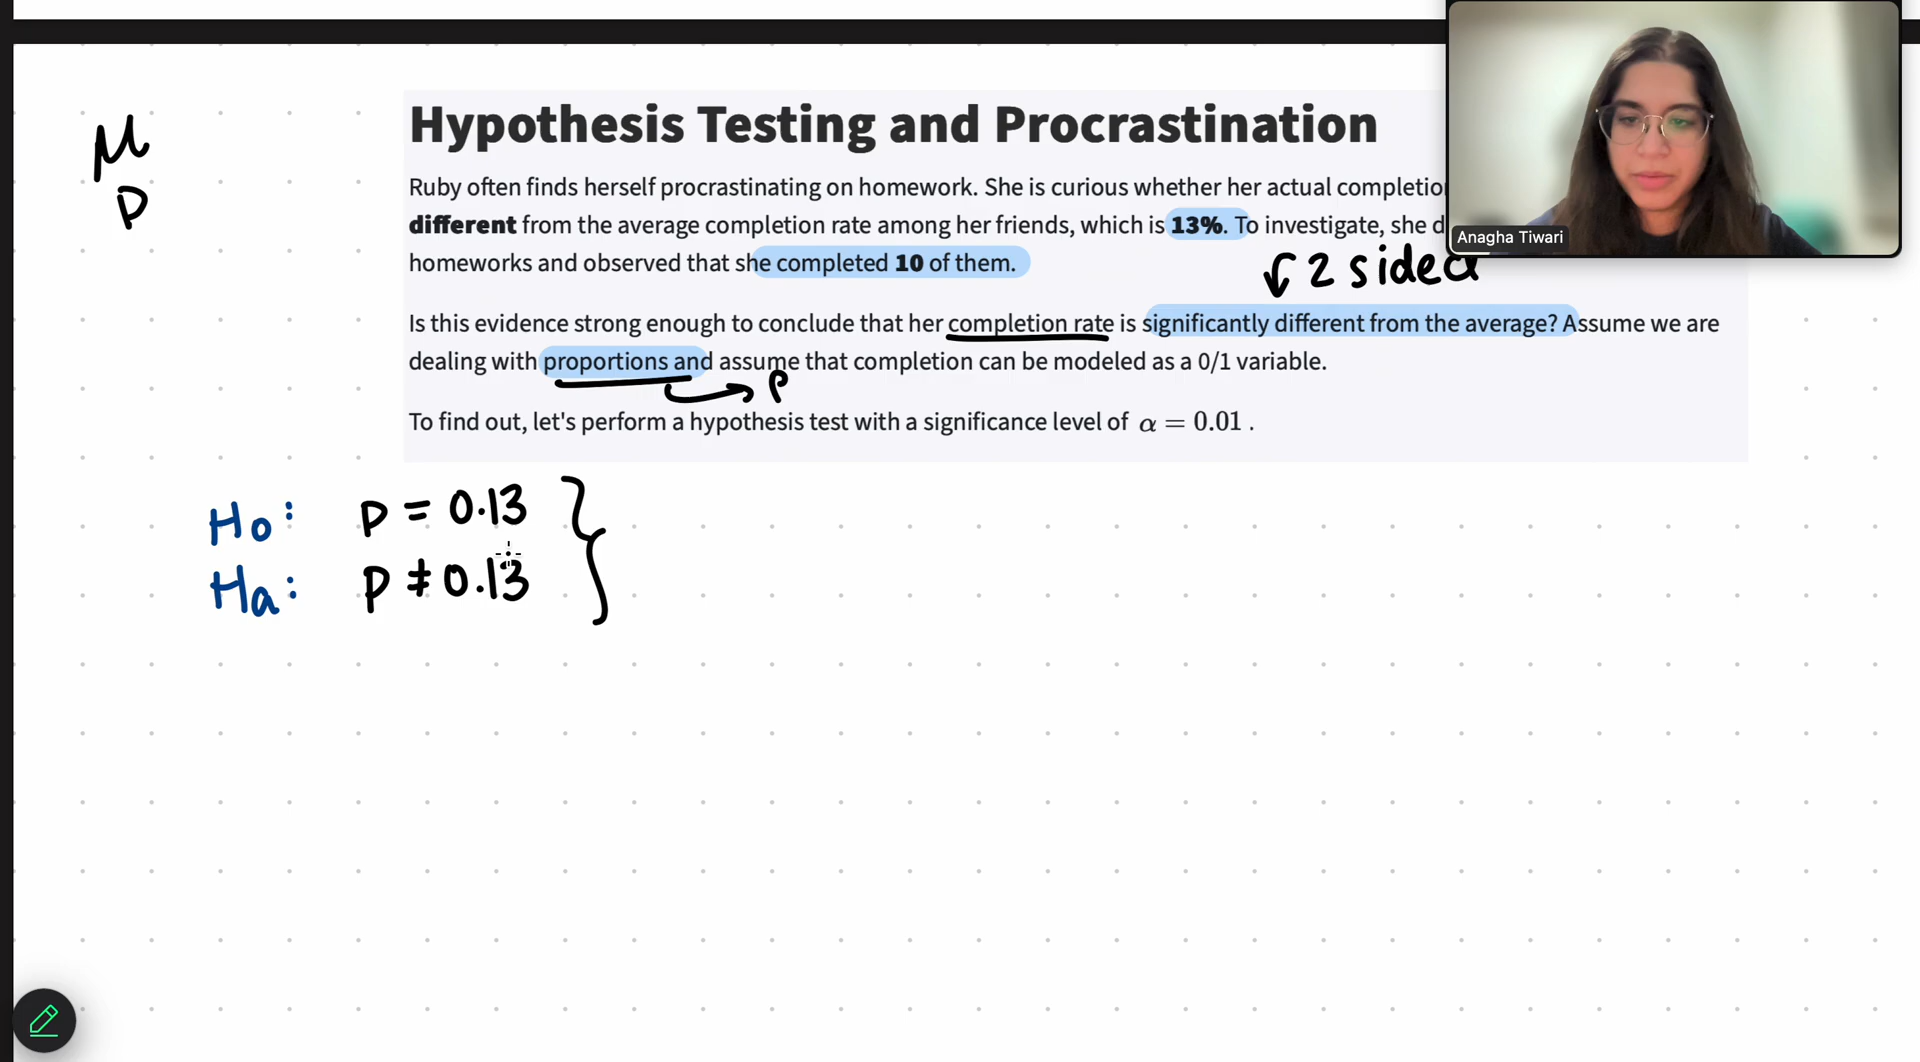 μ
p
Hypothesis Testing and Procrastination
Ruby often finds herself procrastinating on homework. She is curious whether her actual completio
different from the average completion rate among her friends, which is 13%. To investigate, she d
homeworks and observed that she completed 10 of them.
2 sided
Is this evidence strong enough to conclude that her completion rate is significantly different from the average? Assume we are
dealing with proportions and assume that completion can be modeled as a 0/1 variable.
p
To find out, let's perform a hypothesis test with a significance level of α = 0.01 .
Ho: p = 0.13
Ha: p ≠ 0.13
Anagha Tiwari